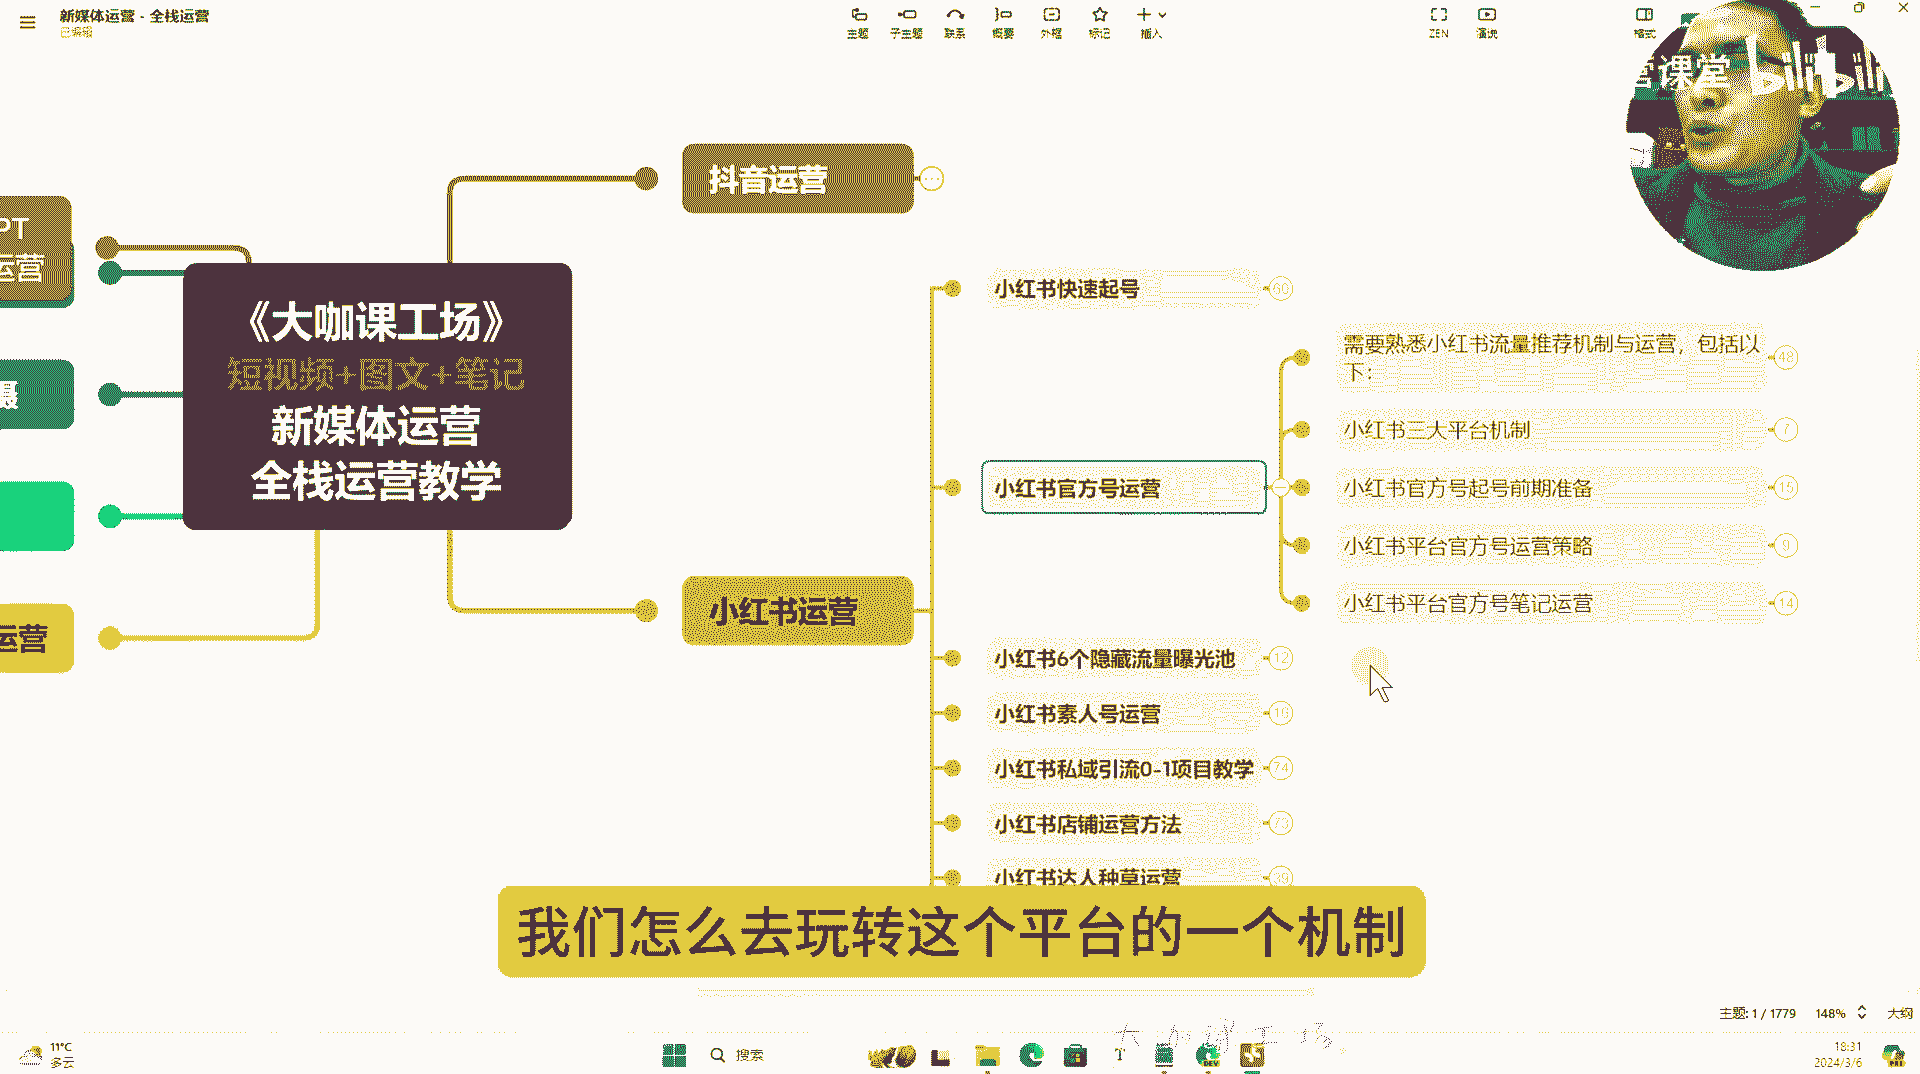 新媒体运营 - 全栈运营
已编辑
主题
子主题
联系
概要
外框
标记
插入
ZEN
演说
格式
营课堂 bilibili
抖音运营
PT
运营
《大咖课工场》
短视频+图文+笔记
新媒体运营
全栈运营教学
小红书快速起号
60
需要熟悉小红书流量推荐机制与运营，包括以
下：
48
小红书三大平台机制
7
小红书官方号运营
小红书官方号起号前期准备
15
小红书平台官方号运营策略
9
小红书平台官方号笔记运营
14
小红书运营
运营
小红书6个隐藏流量曝光池
12
小红书素人号运营
16
小红书私域引流0-1项目教学
74
小红书店铺运营方法
73
小红书达人种草运营
39
我们怎么去玩转这个平台的一个机制
主题: 1 / 1779
148%
大纲
大咖课工场
11°C
多云
搜索
18:31
2024/3/6